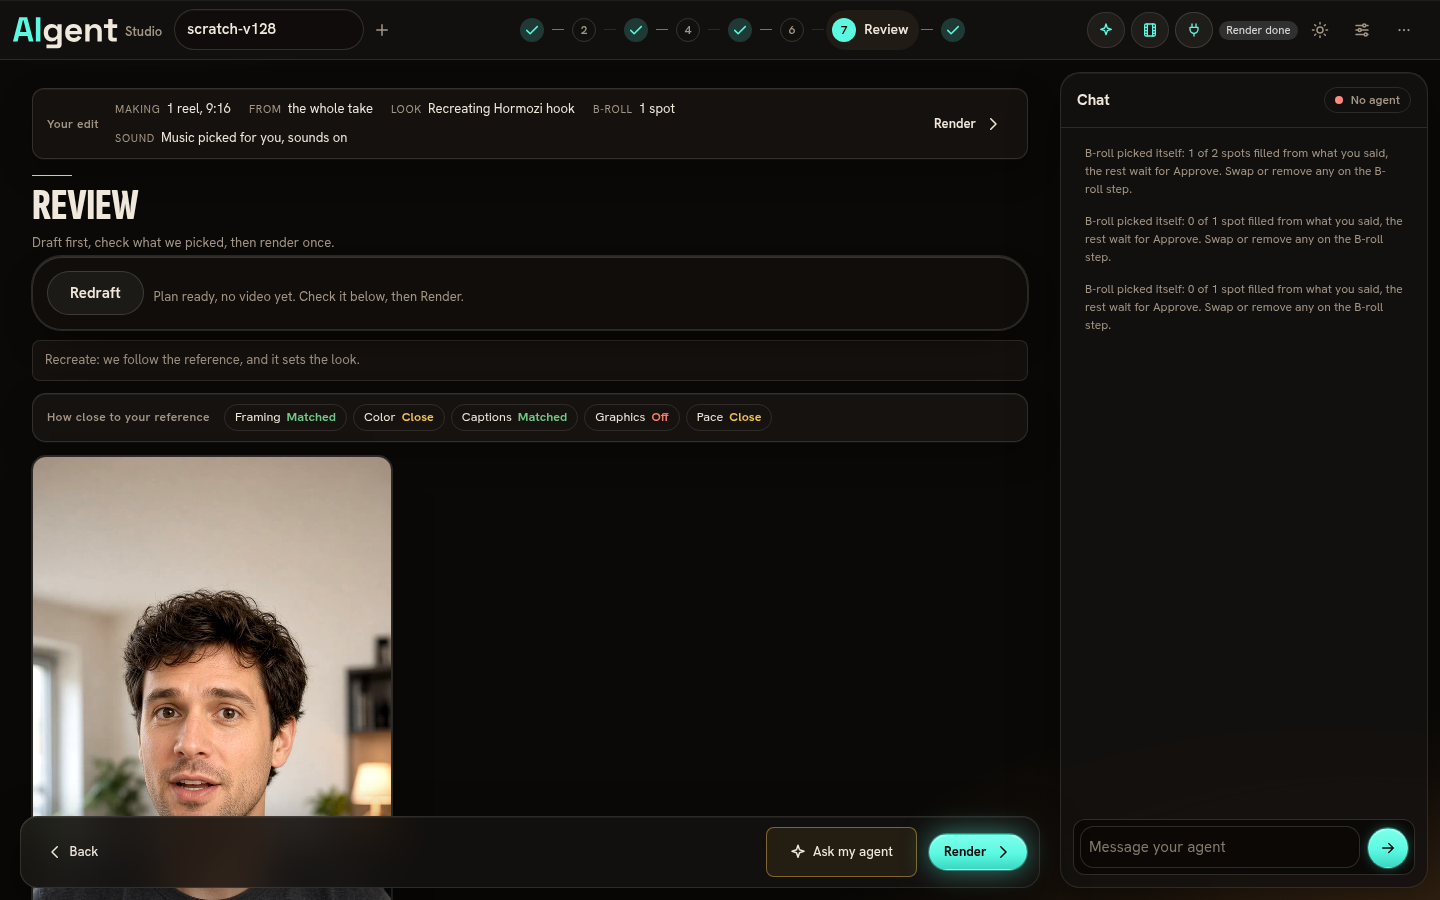 AIgent Studio
scratch-v128
2
4
6
7 Review
Render done
Your edit
MAKING 1 reel, 9:16 FROM the whole take LOOK Recreating Hormozi hook B-ROLL 1 spot
SOUND Music picked for you, sounds on
Render
REVIEW
Draft first, check what we picked, then render once.
Redraft
Plan ready, no video yet. Check it below, then Render.
Recreate: we follow the reference, and it sets the look.
How close to your reference
Framing Matched
Color Close
Captions Matched
Graphics Off
Pace Close
Back
Ask my agent
Render
Chat
No agent
B-roll picked itself: 1 of 2 spots filled from what you said,
the rest wait for Approve. Swap or remove any on the B-
roll step.
B-roll picked itself: 0 of 1 spot filled from what you said, the
rest wait for Approve. Swap or remove any on the B-roll
step.
B-roll picked itself: 0 of 1 spot filled from what you said, the
rest wait for Approve. Swap or remove any on the B-roll
step.
Message your agent